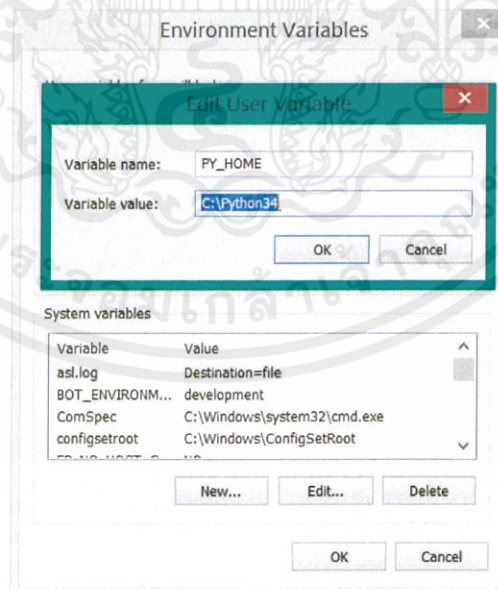 Environment Variables
Edit User Variable
Variable name: PY_HOME
Variable value: C:\Python34
OK Cancel
System variables
Variable Value
asl.log Destination=file
BOT_ENVIRONM... development
ComSpec C:\Windows\system32\cmd.exe
configsetroot C:\Windows\ConfigSetRoot
New... Edit... Delete
OK Cancel